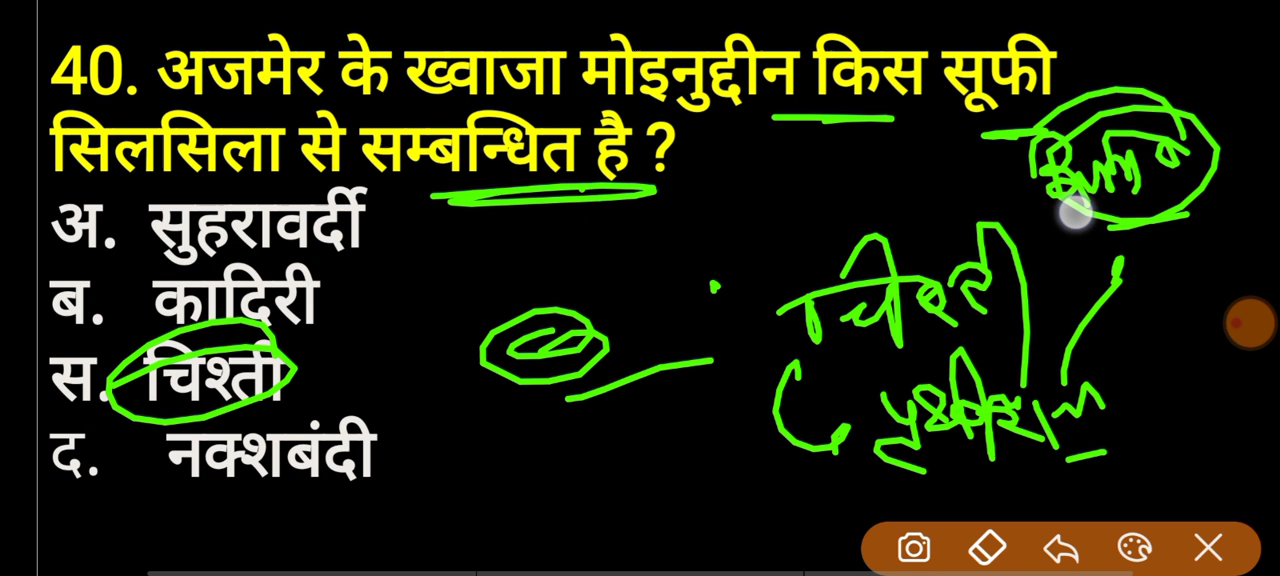 40. अजमेर के ख्वाजा मोइनुद्दीन किस सूफी
सिलसिला से सम्बन्धित है ?
अ. सुहरावर्दी
ब. कादिरी
स. चिश्ती
द. नक्शबंदी
चिश्ती
पृथ्वीराज